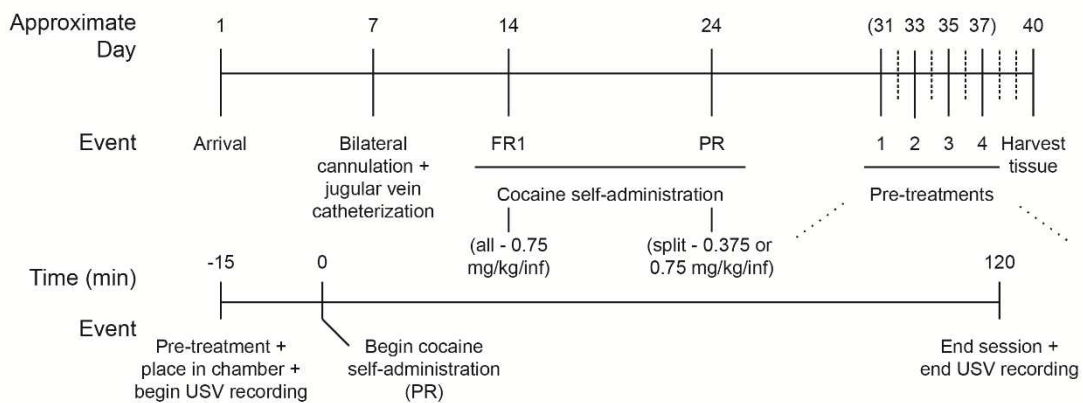 Approximate Day
1 7 14 24 (31 33 35 37) 40
Event
Arrival
Bilateral
cannulation +
jugular vein
catheterization
FR1
PR
1 2 3 4
Harvest
tissue
Cocaine self-administration
Pre-treatments
(all - 0.75
mg/kg/inf)
(split - 0.375 or
0.75 mg/kg/inf)
Time (min)
-15 0 120
Event
Pre-treatment +
place in chamber +
begin USV recording
Begin cocaine
self-administration
(PR)
End session +
end USV recording